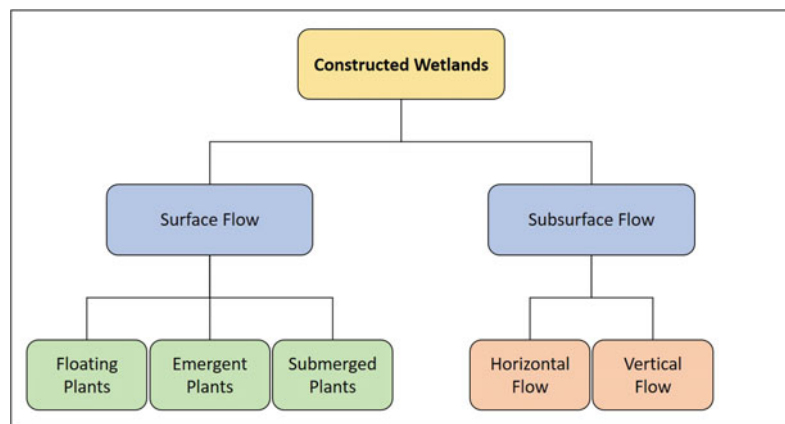 Constructed Wetlands
Surface Flow
Subsurface Flow
Floating
Plants
Emergent
Plants
Submerged
Plants
Horizontal
Flow
Vertical
Flow